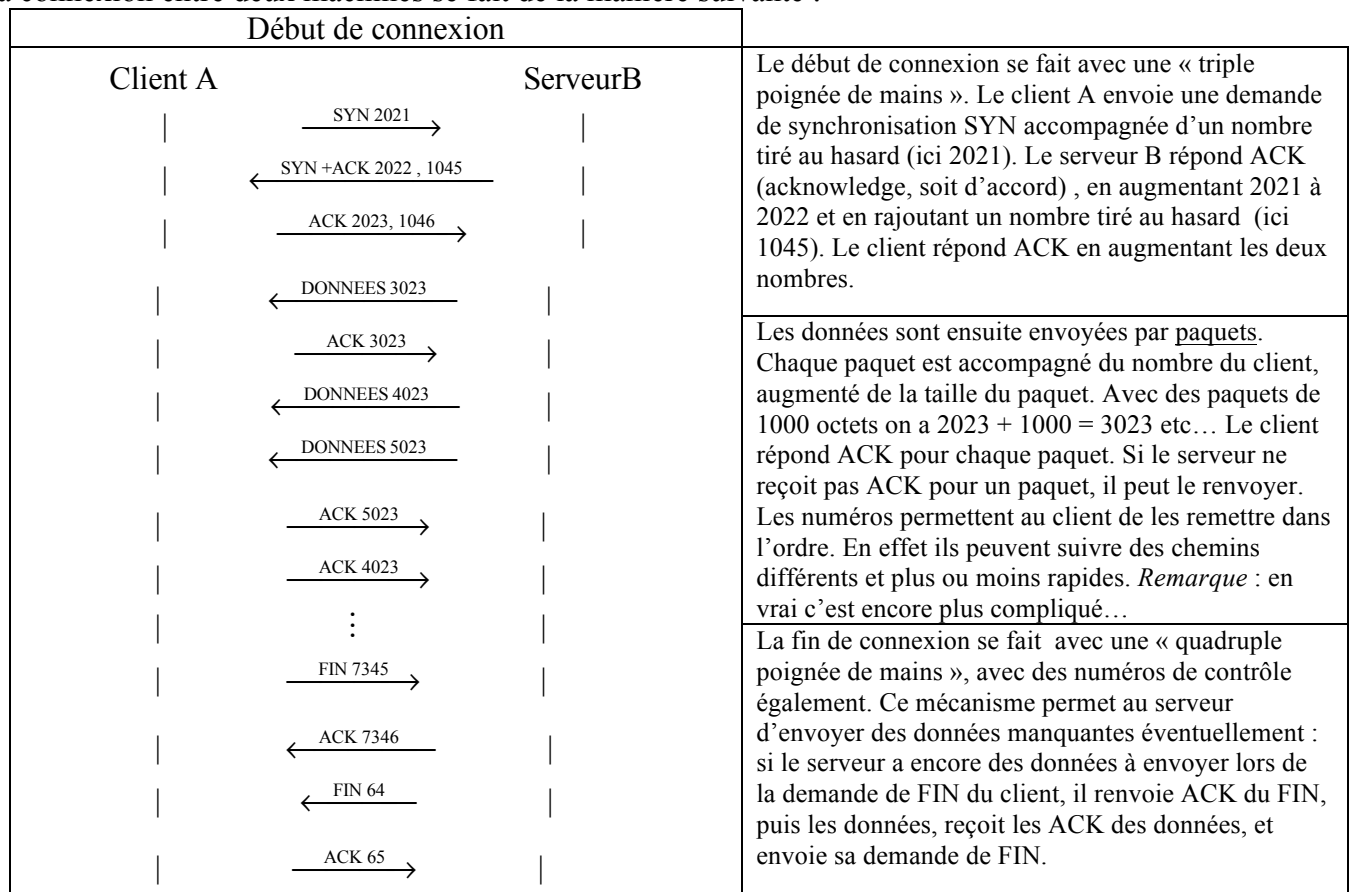 Début de connexion
Client A
ServeurB
SYN 2021
SYN +ACK 2022 , 1045
ACK 2023, 1046
DONNEES 3023
ACK 3023
DONNEES 4023
DONNEES 5023
ACK 5023
ACK 4023
⋮
FIN 7345
ACK 7346
FIN 64
ACK 65
Le début de connexion se fait avec une « triple
poignée de mains ». Le client A envoie une demande
de synchronisation SYN accompagnée d’un nombre
tiré au hasard (ici 2021). Le serveur B répond ACK
(acknowledge, soit d’accord) , en augmentant 2021 à
2022 et en rajoutant un nombre tiré au hasard (ici
1045). Le client répond ACK en augmentant les deux
nombres.
Les données sont ensuite envoyées par paquets.
Chaque paquet est accompagné du nombre du client,
augmenté de la taille du paquet. Avec des paquets de
1000 octets on a 2023 + 1000 = 3023 etc… Le client
répond ACK pour chaque paquet. Si le serveur ne
reçoit pas ACK pour un paquet, il peut le renvoyer.
Les numéros permettent au client de les remettre dans
l’ordre. En effet ils peuvent suivre des chemins
différents et plus ou moins rapides. Remarque : en
vrai c’est encore plus compliqué…
La fin de connexion se fait avec une « quadruple
poignée de mains », avec des numéros de contrôle
également. Ce mécanisme permet au serveur
d’envoyer des données manquantes éventuellement :
si le serveur a encore des données à envoyer lors de
la demande de FIN du client, il renvoie ACK du FIN,
puis les données, reçoit les ACK des données, et
envoie sa demande de FIN.